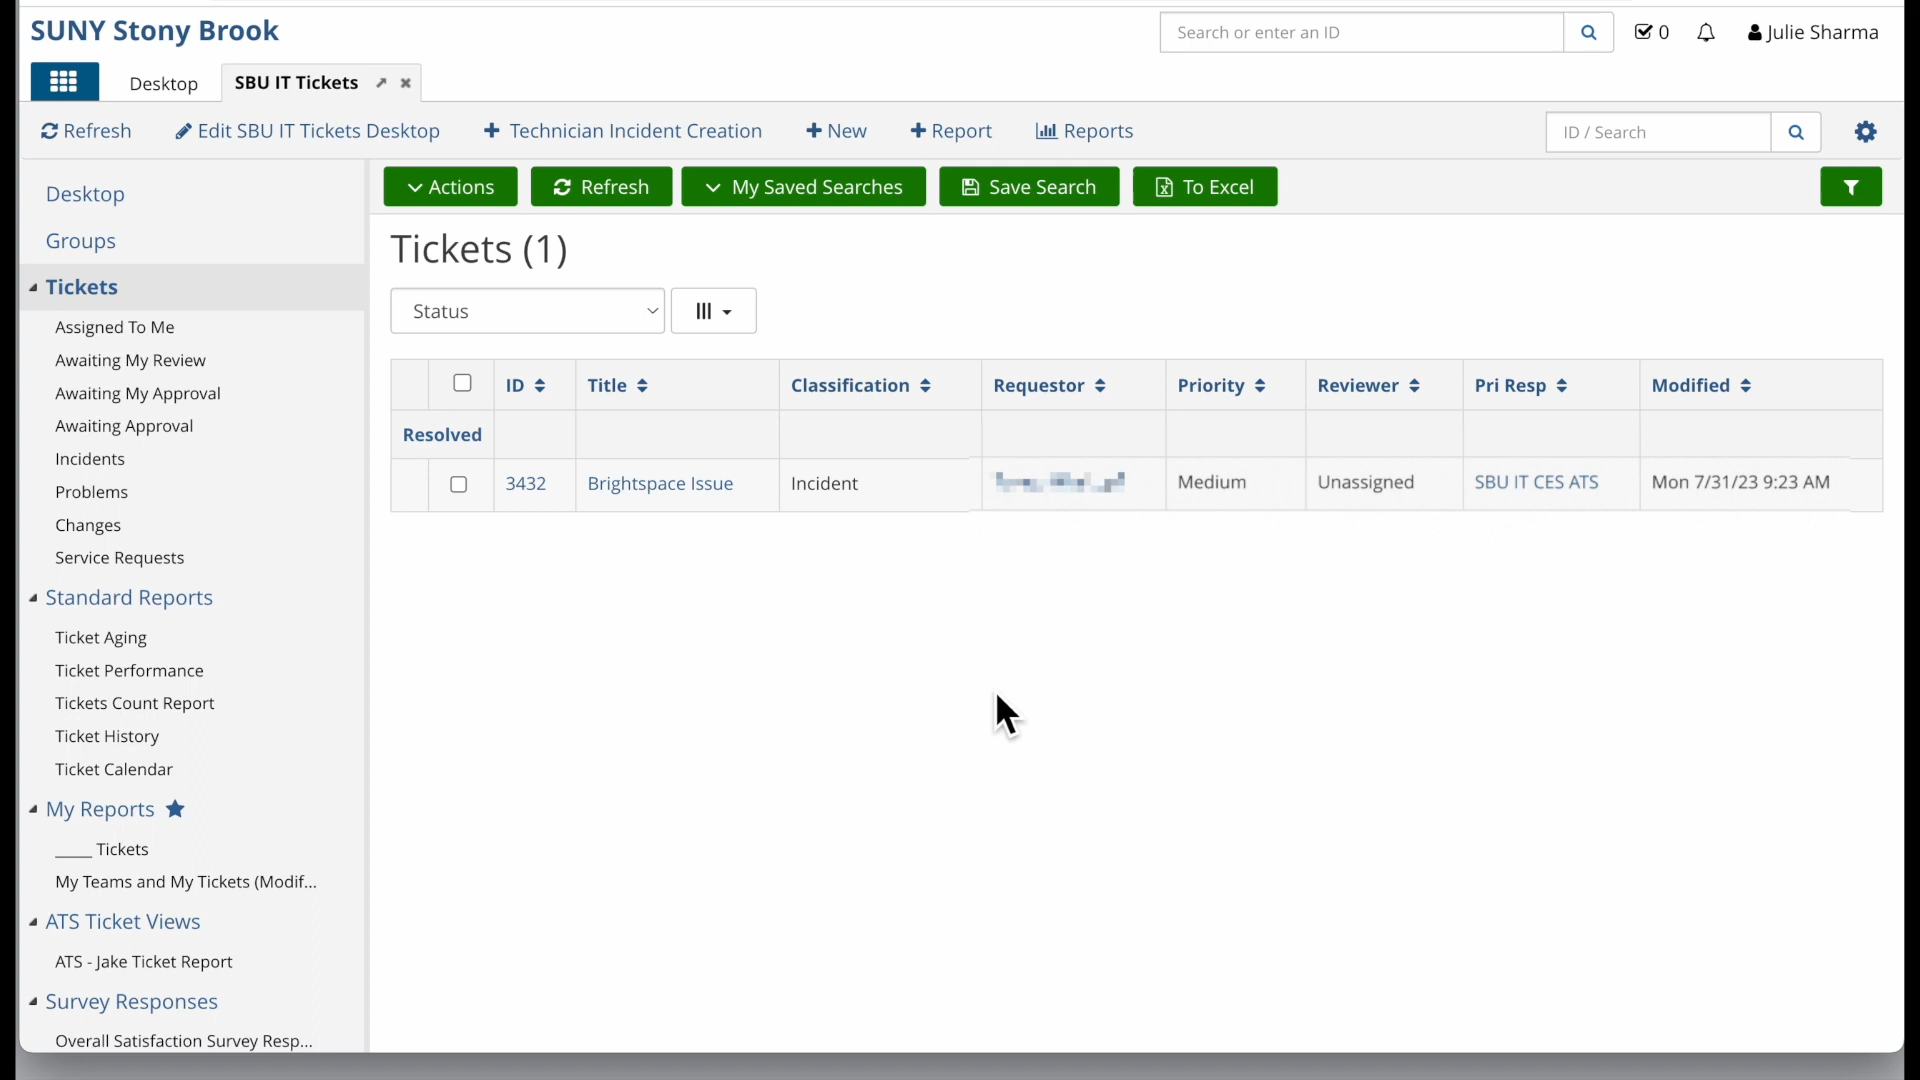 SUNY Stony Brook
Search or enter an ID
0
Julie Sharma
Desktop
SBU IT Tickets
Refresh
Edit SBU IT Tickets Desktop
Technician Incident Creation
New
Report
Reports
ID / Search
Desktop
Groups
Tickets
Assigned To Me
Awaiting My Review
Awaiting My Approval
Awaiting Approval
Incidents
Problems
Changes
Service Requests
Standard Reports
Ticket Aging
Ticket Performance
Tickets Count Report
Ticket History
Ticket Calendar
My Reports
____ Tickets
My Teams and My Tickets (Modif...
ATS Ticket Views
ATS - Jake Ticket Report
Survey Responses
Overall Satisfaction Survey Resp...
Actions
Refresh
My Saved Searches
Save Search
To Excel
Tickets (1)
Status
ID Title Classification Requestor Priority Reviewer Pri Resp Modified
Resolved
3432 Brightspace Issue Incident Medium Unassigned SBU IT CES ATS Mon 7/31/23 9:23 AM